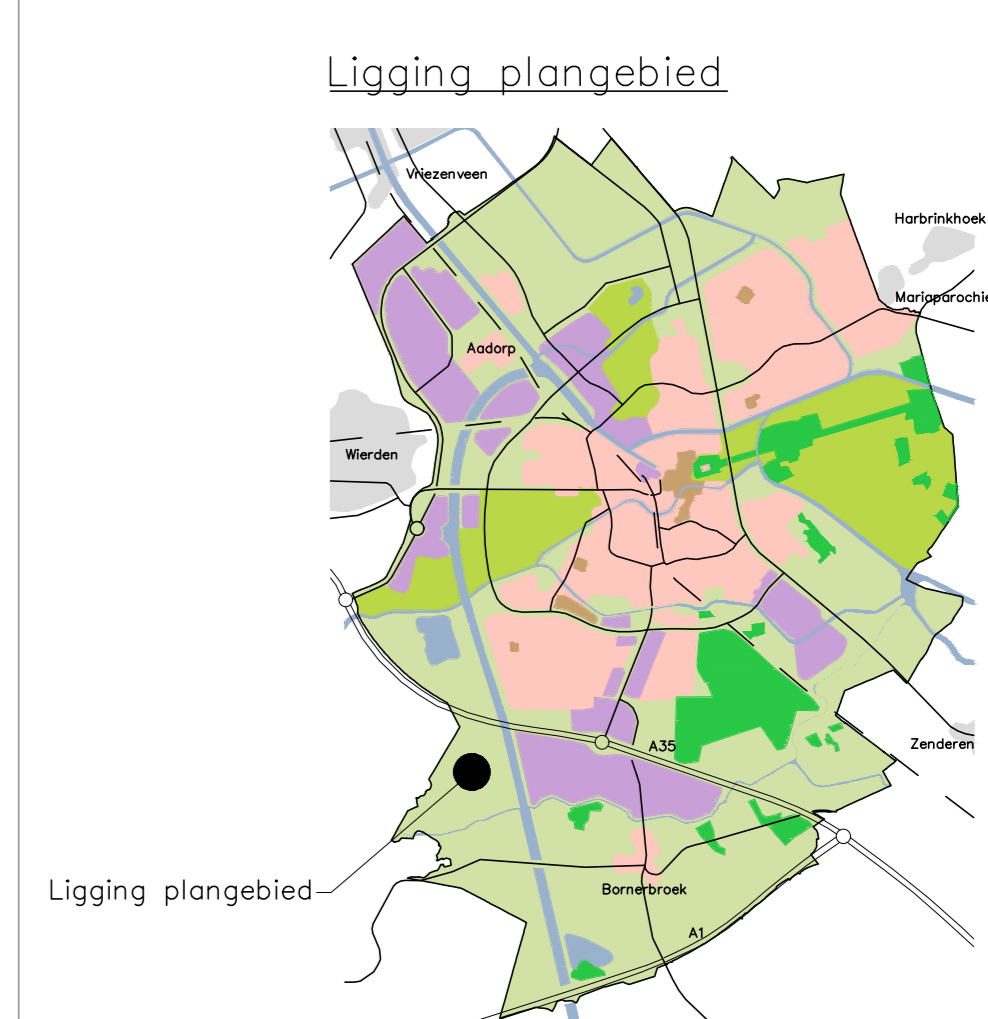 Ligging plangebied
Vriezenveen
Harbrinkhoek
Mariaparochie
Aadorp
Wierden
A35
Zenderen
Ligging plangebied
Bornerbroek
A1